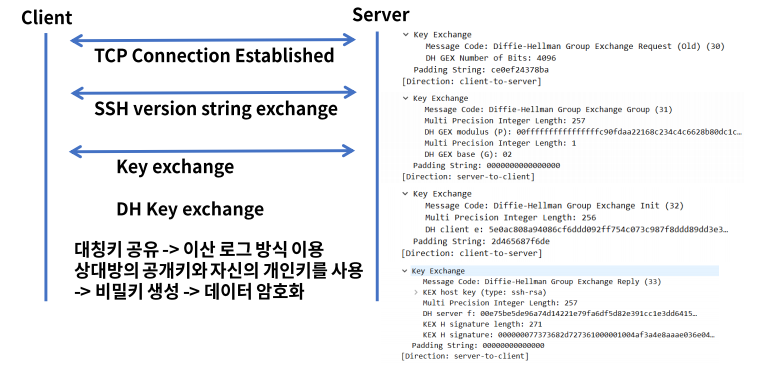 Client
Server
TCP Connection Established
SSH version string exchange
Key exchange
DH Key exchange
대칭키 공유 -> 이산 로그 방식 이용
상대방의 공개키와 자신의 개인키를 사용
-> 비밀키 생성 -> 데이터 암호화
Key Exchange
Message Code: Diffie-Hellman Group Exchange Request (Old) (30)
DH GEX Number of Bits: 4096
Padding String: ce0ef24378ba
[Direction: client-to-server]
Key Exchange
Message Code: Diffie-Hellman Group Exchange Group (31)
Multi Precision Integer Length: 257
DH GEX modulus (P): 00ffffffffffffffffc90fdaa22168c234c4c6628b80dc1c…
Multi Precision Integer Length: 1
DH GEX base (G): 02
Padding String: 0000000000000000
[Direction: server-to-client]
Key Exchange
Message Code: Diffie-Hellman Group Exchange Init (32)
Multi Precision Integer Length: 256
DH client e: 5e0ac808a94086cf6ddd092ff754c073c987f8ddd89dd3e3…
Padding String: 2d465687f6de
[Direction: client-to-server]
Key Exchange
Message Code: Diffie-Hellman Group Exchange Reply (33)
KEX host key (type: ssh-rsa)
Multi Precision Integer Length: 257
DH server f: 00e75be5de96a74d14221e79fa6df5d82e391cc1e3dd6415…
KEX H signature length: 271
KEX H signature: 000000077373682d727361000001004af3a4e8aaae036e04…
Padding String: 00000000000000
[Direction: server-to-client]